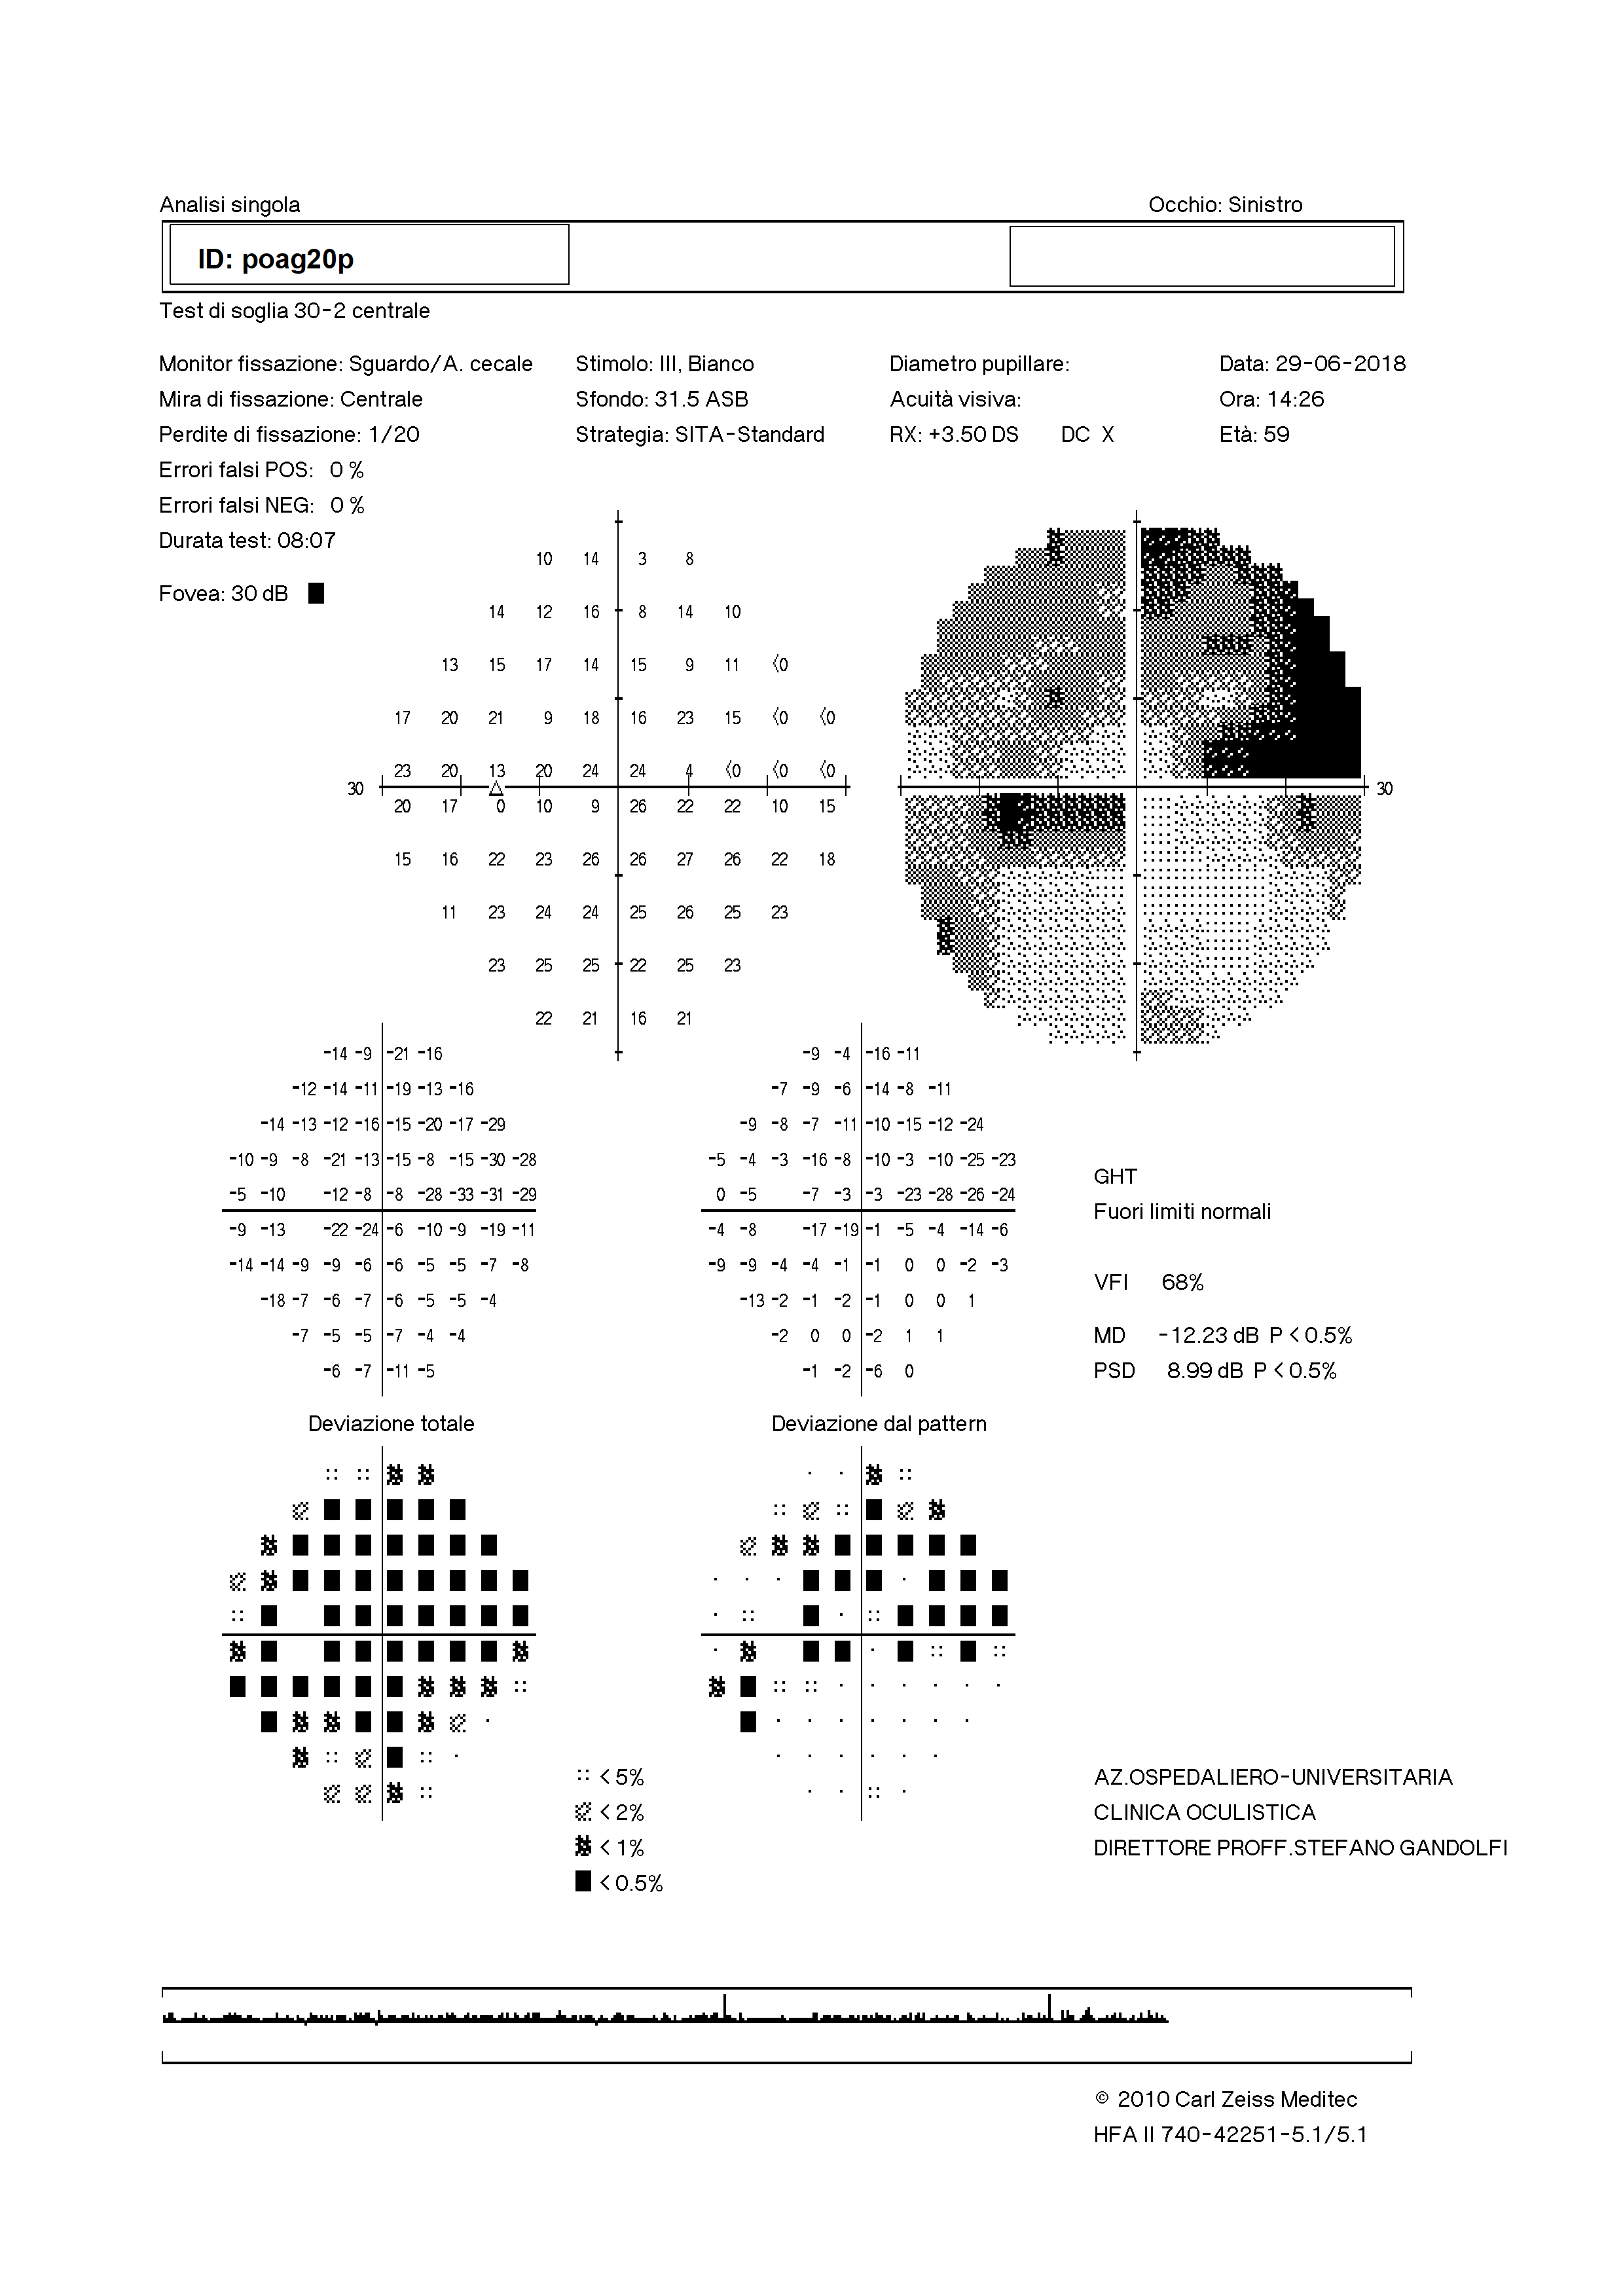 Analisi singola Occhio: Sinistro
ID: poag20p
Test di soglia 30-2 centrale
Monitor fissazione: Sguardo/A. cecale Stimolo: III, Bianco Diametro pupillare: Data: 29-06-2018
Mira di fissazione: Centrale Sfondo: 31.5 ASB Acuità visiva: Ora: 14:26
Perdite di fissazione: 1/20 Strategia: SITA-Standard RX: +3.50 DS DC X Età: 59
Errori falsi POS: 0 %
Errori falsi NEG: 0 %
Durata test: 08:07
10 14 3 8
Fovea: 30 dB
14 12 16 8 14 10
13 15 17 14 15 9 11 <0
17 20 21 9 18 16 23 15 <0 <0
23 20 13 20 24 24 4 <0 <0 <0
30 30
20 17 0 10 9 26 22 22 10 15
15 16 22 23 26 26 27 26 22 18
11 23 24 24 25 26 25 23
23 25 25 22 25 23
22 21 16 21
-14 -9 -21 -16 -9 -4 -16 -11
-12 -14 -11 -19 -13 -16 -7 -9 -6 -14 -8 -11
-14 -13 -12 -16 -15 -20 -17 -29 -9 -8 -7 -11 -10 -15 -12 -24
-10 -9 -8 -21 -13 -15 -8 -15 -30 -28 -5 -4 -3 -16 -8 -10 -3 -10 -25 -23
GHT
-5 -10 -12 -8 -8 -28 -33 -31 -29 0 -5 -7 -3 -3 -23 -28 -26 -24
Fuori limiti normali
-9 -13 -22 -24 -6 -10 -9 -19 -11 -4 -8 -17 -19 -1 -5 -4 -14 -6
-14 -14 -9 -9 -6 -6 -5 -5 -7 -8 -9 -9 -4 -4 -1 -1 0 0 -2 -3
VFI 68%
-18 -7 -6 -7 -6 -5 -5 -4 -13 -2 -1 -2 -1 0 0 1
-7 -5 -5 -7 -4 -4 -2 0 0 -2 1 1 MD -12.23 dB P < 0.5%
-6 -7 -11 -5 -1 -2 -6 0 PSD 8.99 dB P < 0.5%
Deviazione totale Deviazione dal pattern
< 5% AZ.OSPEDALIERO-UNIVERSITARIA
< 2% CLINICA OCULISTICA
< 1% DIRETTORE PROFF.STEFANO GANDOLFI
< 0.5%
© 2010 Carl Zeiss Meditec
HFA II 740-42251-5.1/5.1